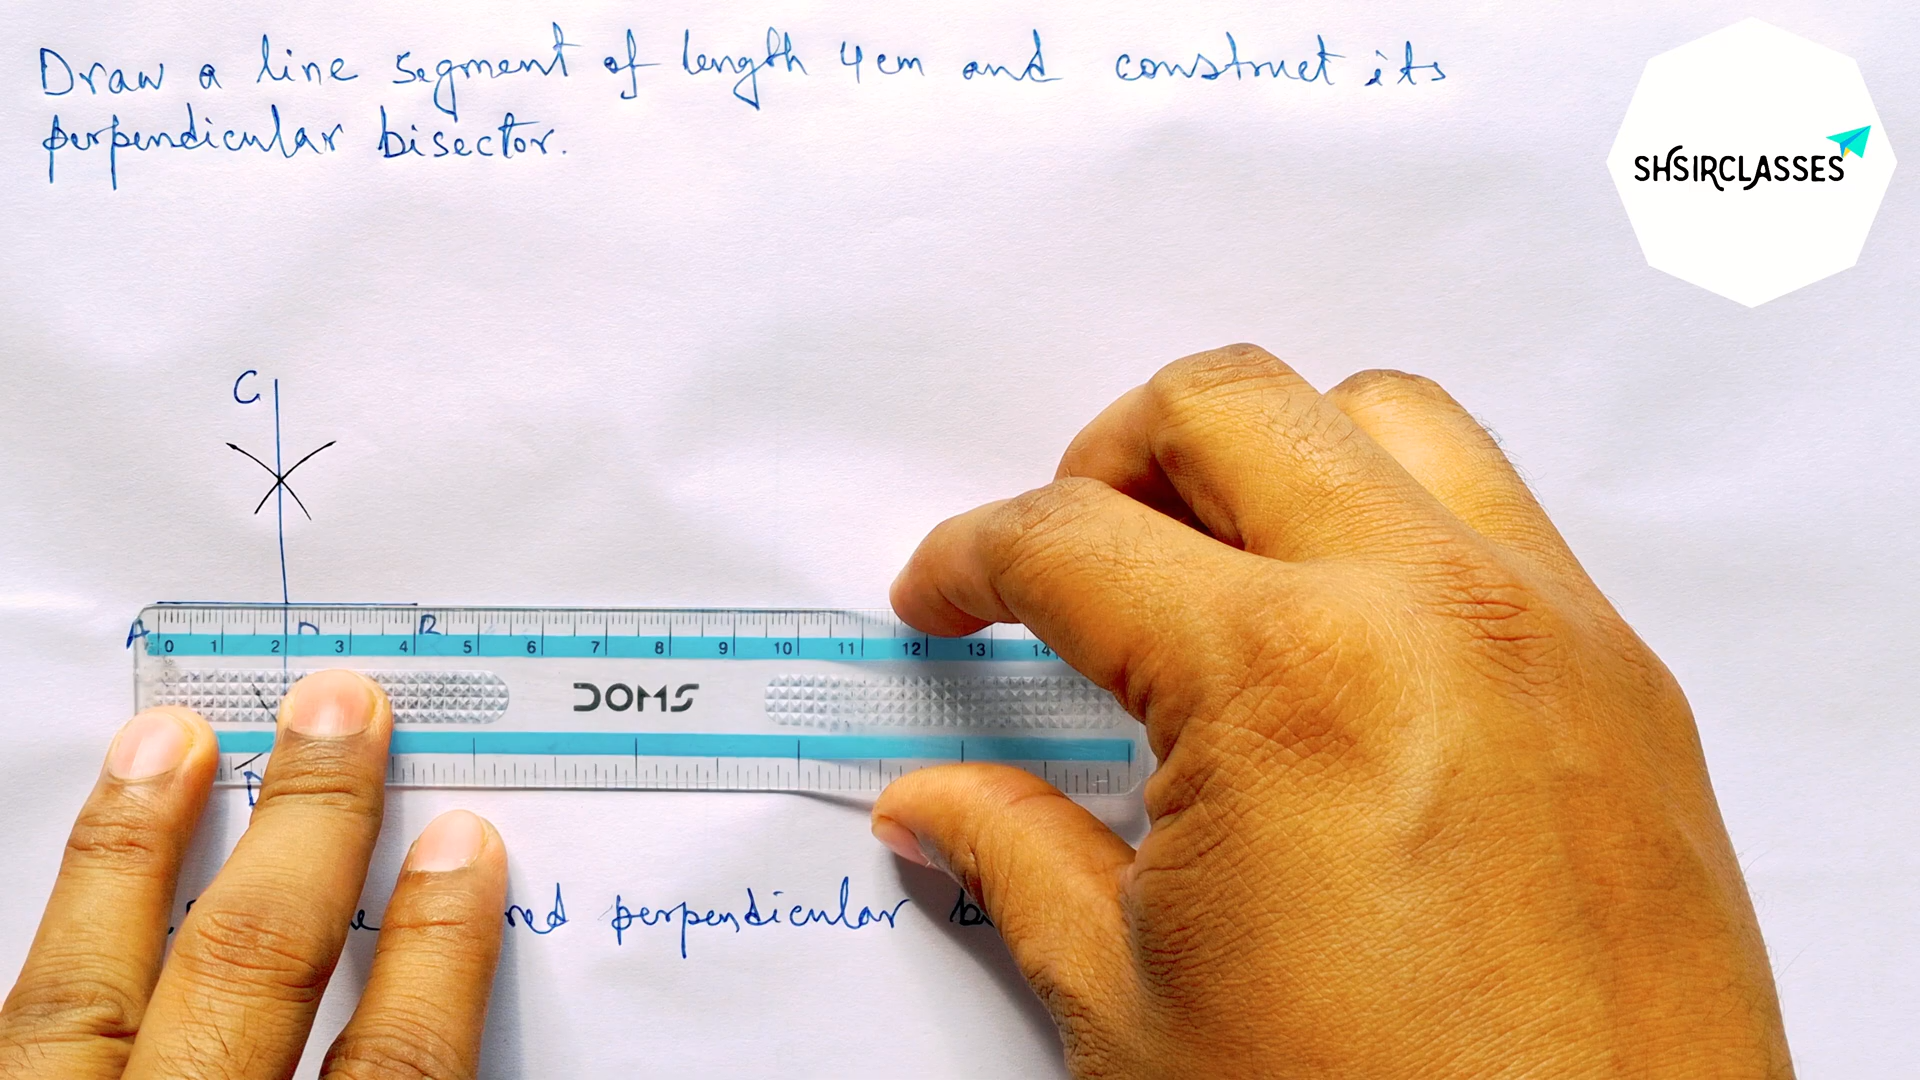 Draw a line segment of length 4 cm and construct its
perpendicular bisector.
SHSIRCLASSES
C
A B
0 1 2 3 4 5 6 7 8 9 10 11 12 13 14
DOMS
D
perpendicular